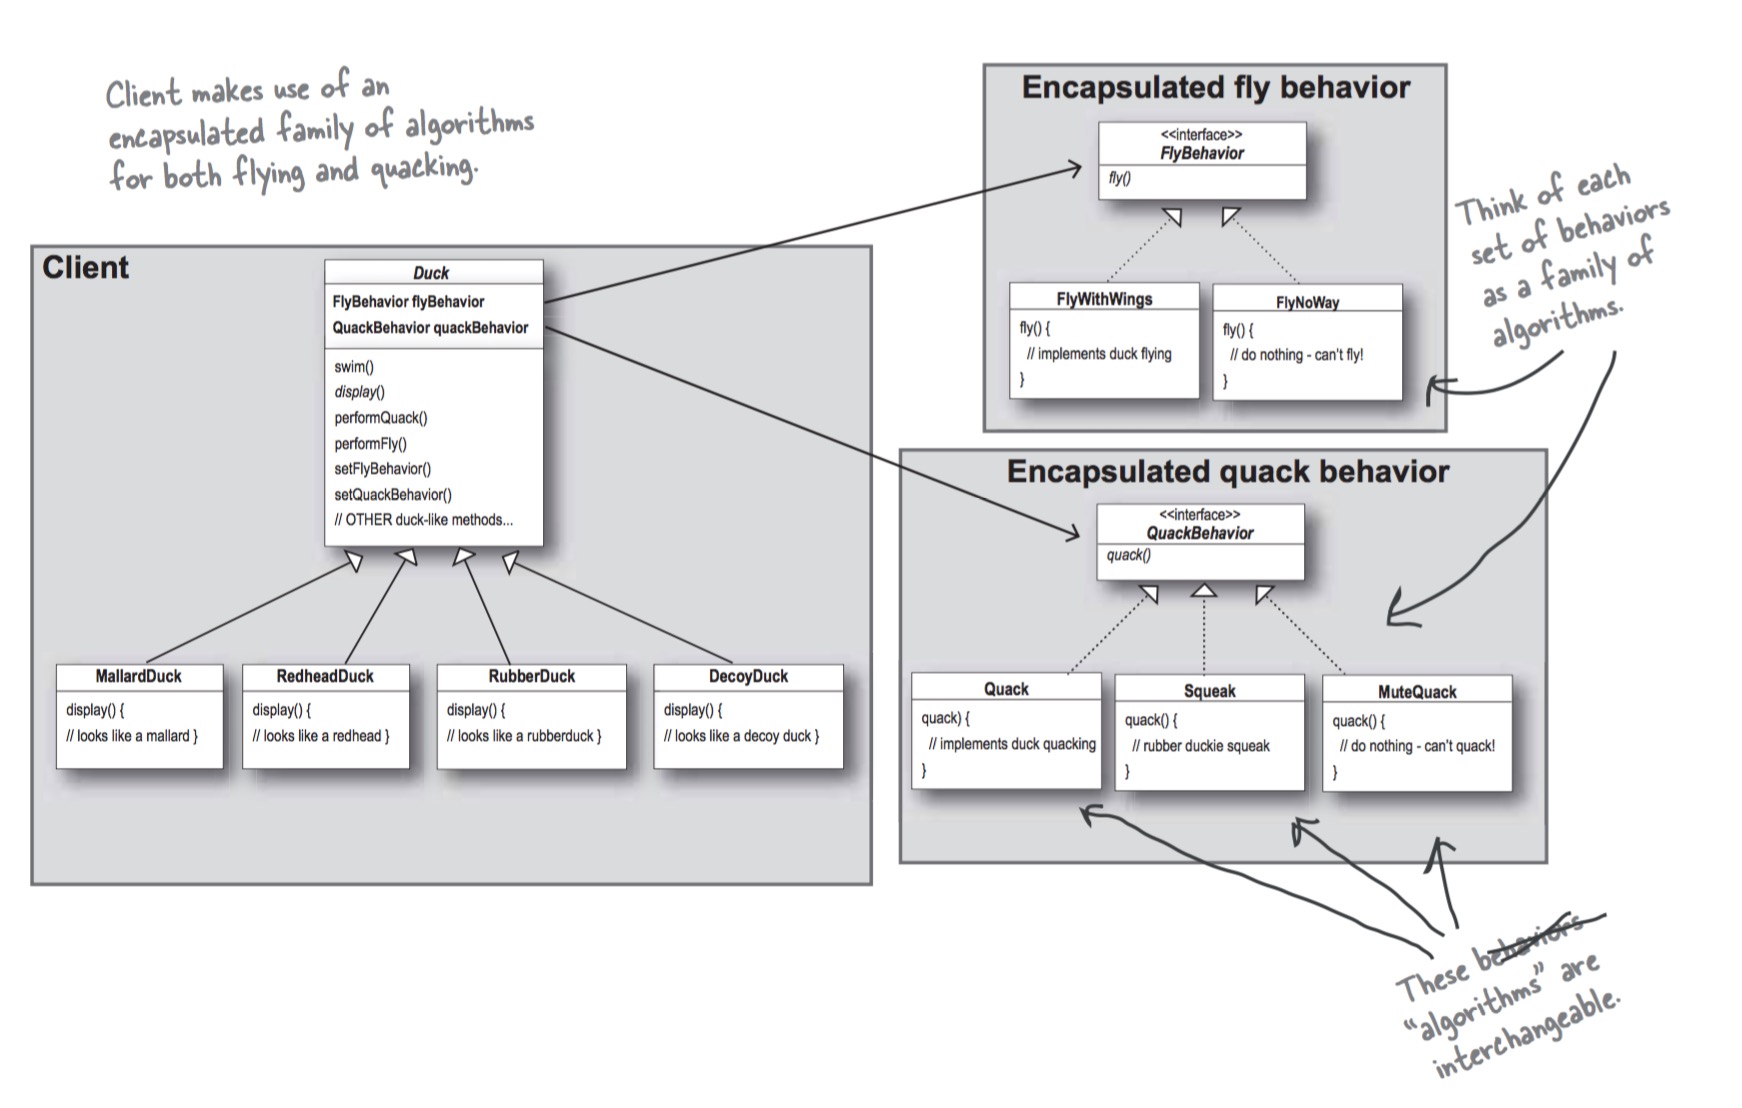 Client makes use of an
encapsulated family of algorithms
for both flying and quacking.
Client
Duck
FlyBehavior flyBehavior
QuackBehavior quackBehavior
swim()
display()
performQuack()
performFly()
setFlyBehavior()
setQuackBehavior()
// OTHER duck-like methods...
MallardDuck
display() {
// looks like a mallard }
RedheadDuck
display() {
// looks like a redhead }
RubberDuck
display() {
// looks like a rubberduck }
DecoyDuck
display() {
// looks like a decoy duck }
Encapsulated fly behavior
<<interface>>
FlyBehavior
fly()
FlyWithWings
fly() {
// implements duck flying
}
FlyNoWay
fly() {
// do nothing - can't fly!
}
Think of each
set of behaviors
as a family of
algorithms.
Encapsulated quack behavior
<<interface>>
QuackBehavior
quack()
Quack
quack) {
// implements duck quacking
}
Squeak
quack() {
// rubber duckie squeak
}
MuteQuack
quack() {
// do nothing - can't quack!
}
These behaviors
“algorithms” are
interchangeable.